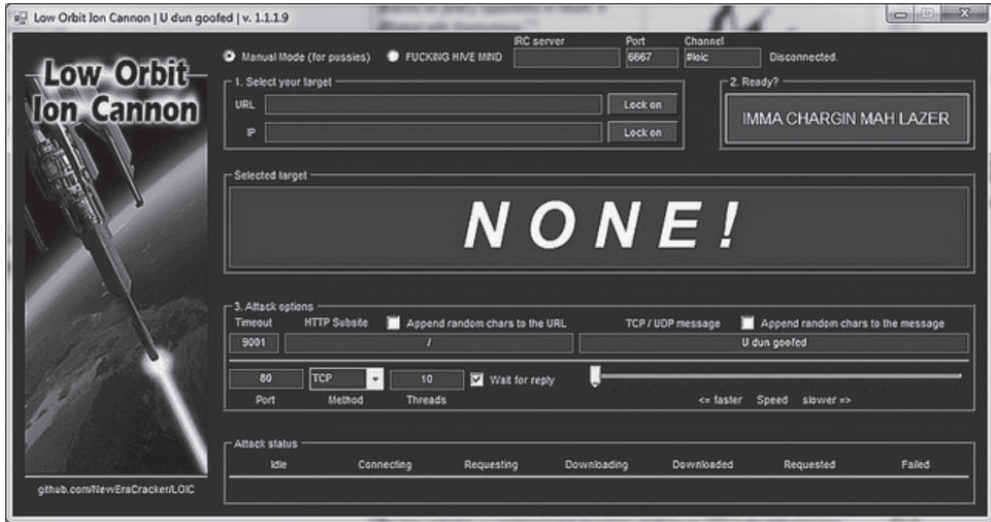 Low Orbit Ion Cannon | U dun goofed | v. 1.1.1.9
Low Orbit
Ion Cannon
Manual Mode (for pussies)
FUCKING HIVE MIND
IRC server
Port
Channel
6667
#loic
Disconnected.
1. Select your target
URL
Lock on
IP
Lock on
2. Ready?
IMMA CHARGIN MAH LAZER
Selected target
NONE!
3. Attack options
Timeout
HTTP Subsite
Append random chars to the URL
TCP / UDP message
Append random chars to the message
9001
/
U dun goofed
80
TCP
10
Wait for reply
Port
Method
Threads
<= faster Speed slower =>
Attack status
Idle
Connecting
Requesting
Downloading
Downloaded
Requested
Failed
github.com/NewEraCracker/LOIC